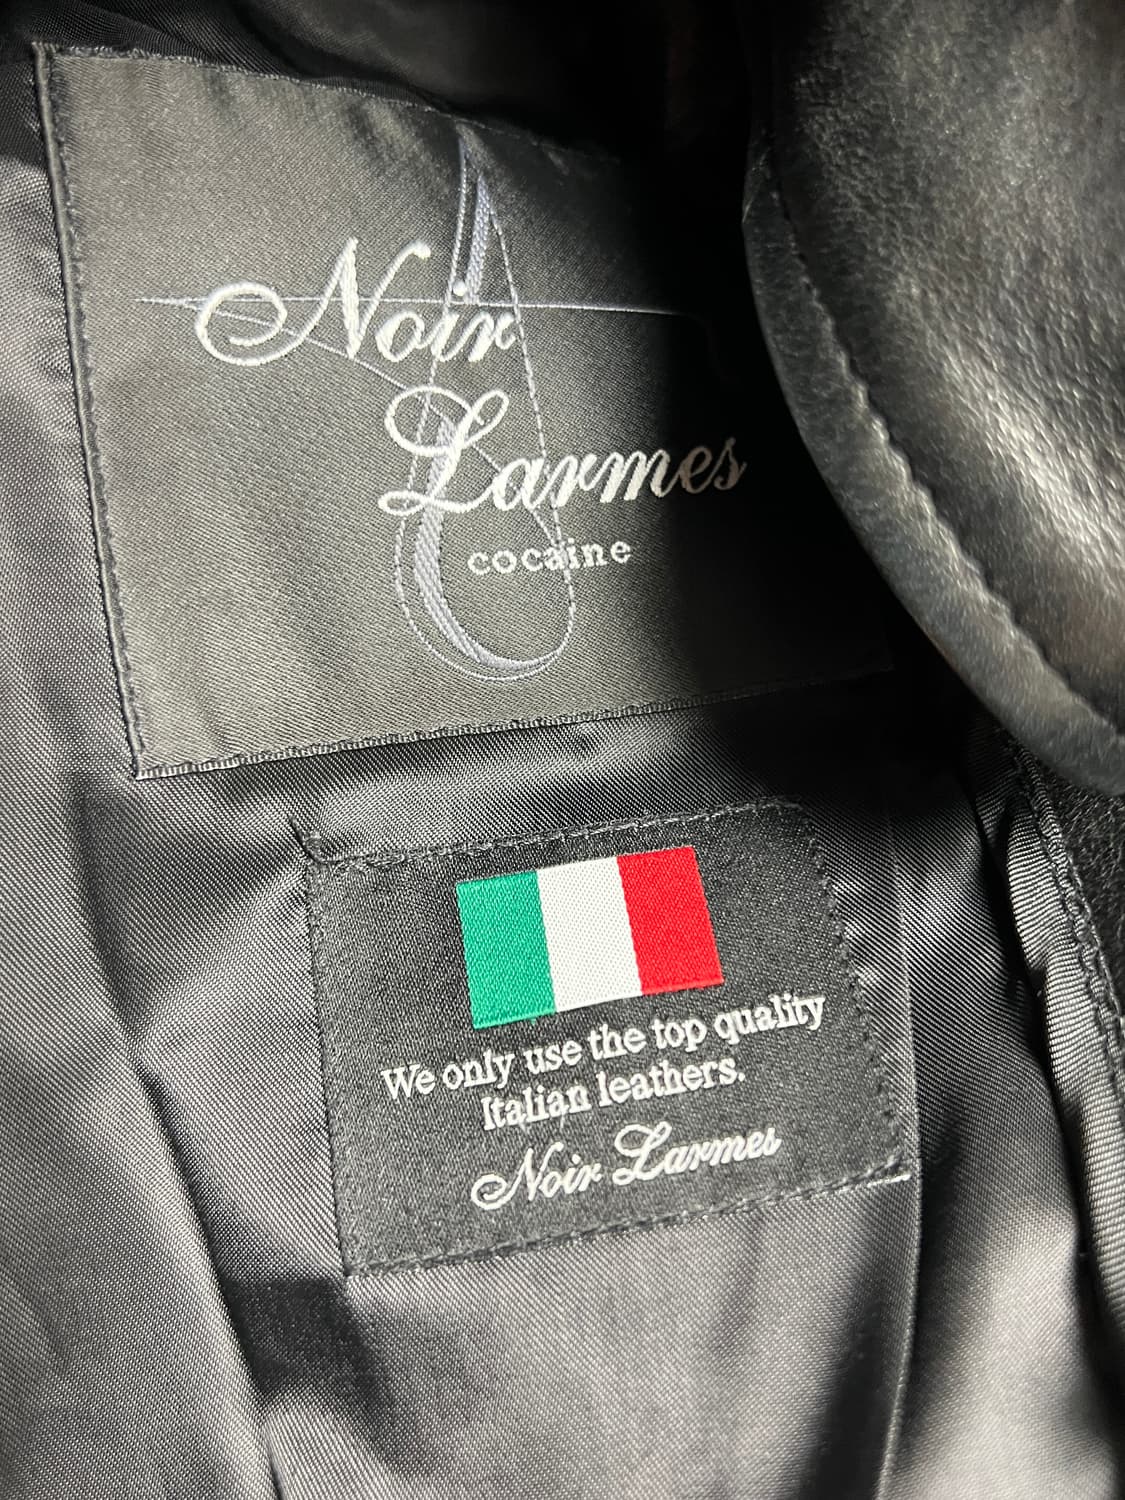 Noir
Larmes
cocaine
We only use the top quality
Italian leathers.
Noir Larmes